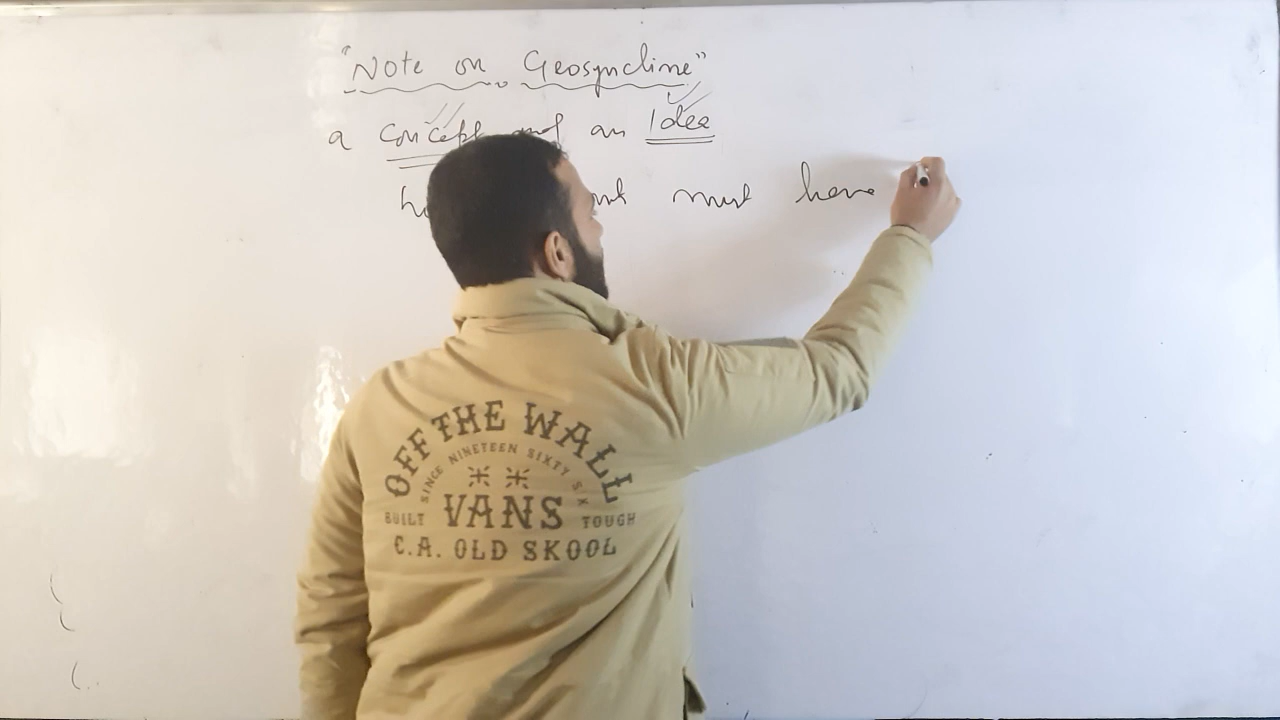 "Note on Geosyncline"
a concept and an Idea
must have
OFF THE WALL
SINCE NINETEEN SIXTY SIX
VANS
BUILT TOUGH
C.A. OLD SKOOL